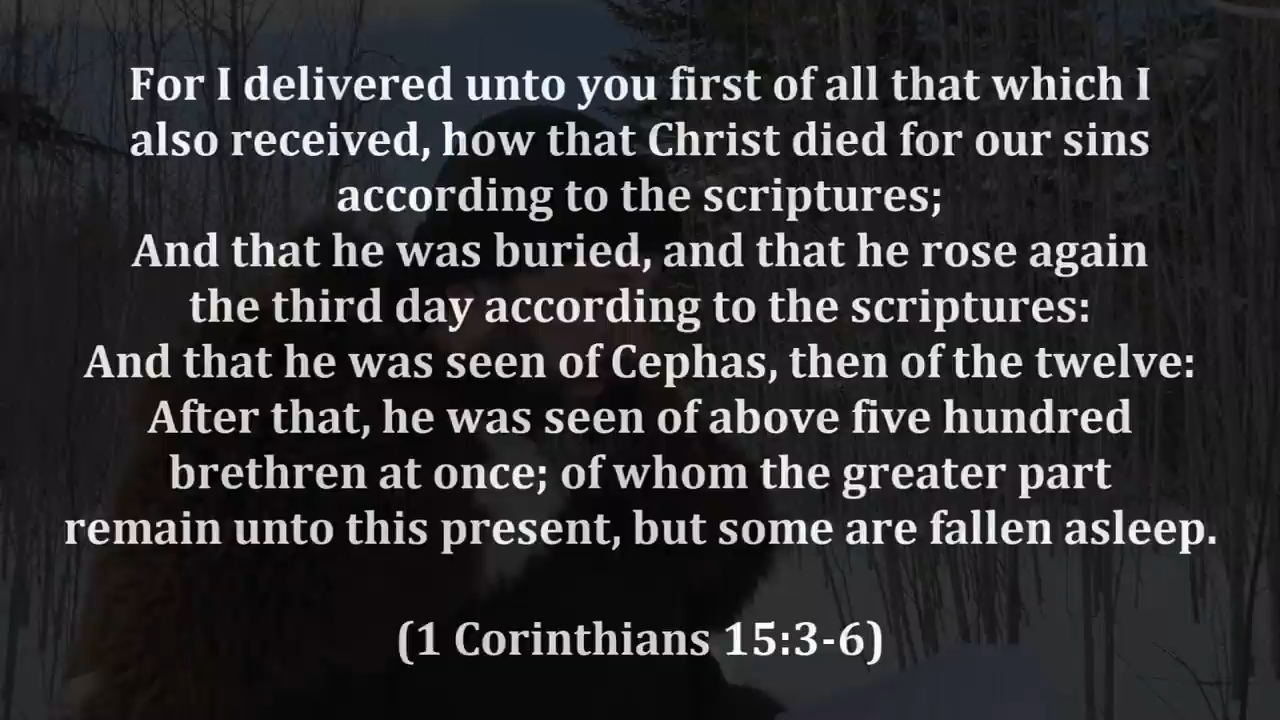 For I delivered unto you first of all that which I
also received, how that Christ died for our sins
according to the scriptures;
And that he was buried, and that he rose again
the third day according to the scriptures:
And that he was seen of Cephas, then of the twelve:
After that, he was seen of above five hundred
brethren at once; of whom the greater part
remain unto this present, but some are fallen asleep.
(1 Corinthians 15:3-6)